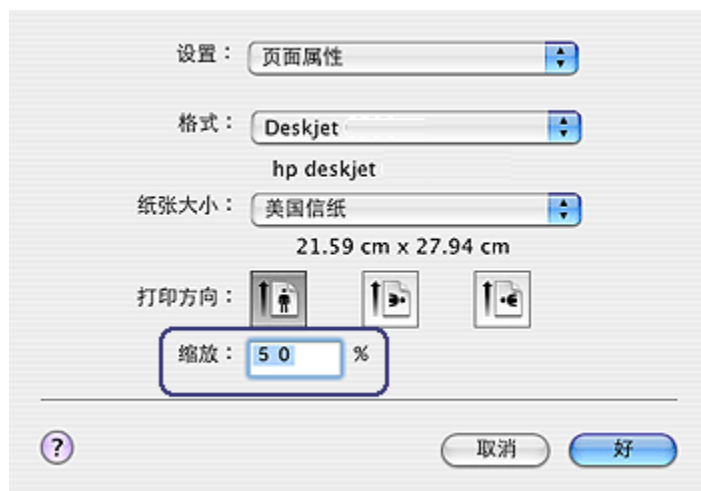 设置： 页面属性
格式： Deskjet
hp deskjet
纸张大小： 美国信纸
21.59 cm x 27.94 cm
打印方向：
缩放： 50 %
? 取消 好